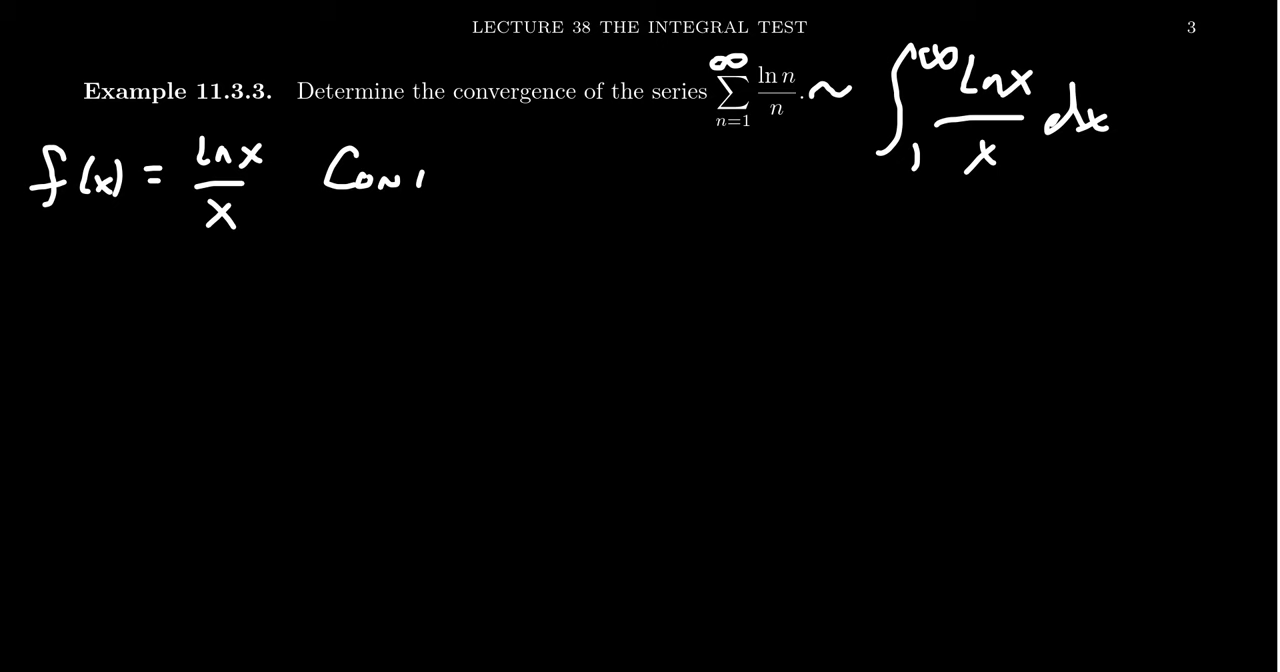 LECTURE 38 THE INTEGRAL TEST 3
Example 11.3.3. Determine the convergence of the series ∑_{n=1}^{∞} ln n / n. ~ ∫_1^∞ ln x / x dx
f(x) = ln x / x Con